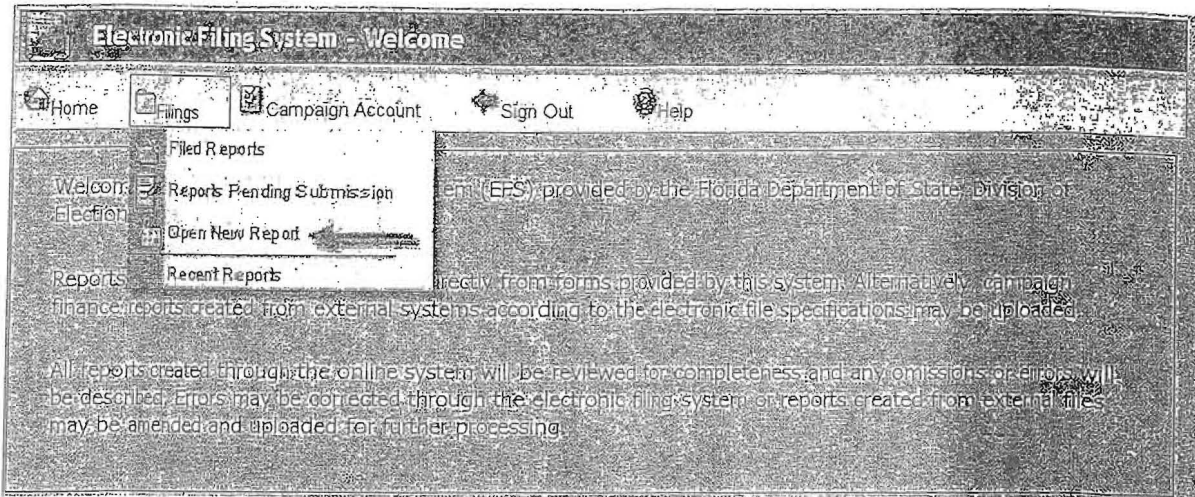 Electronic Filing System - Welcome
Home Filings Campaign Account Sign Out Help
Filed Reports
Reports Pending Submission
Open New Report
Recent Reports
Welcom em (EFS) provided by the Florida Department of State, Division of
Election
Reports rectly from forms provided by this system. Alternatively, campaign
finance reports created from external systems according to the electronic file specifications may be uploaded.
All reports created through the online system will be reviewed for completeness and any omissions or errors will
be described. Errors may be corrected through the electronic filing system or reports created from external files
may be amended and uploaded for further processing.